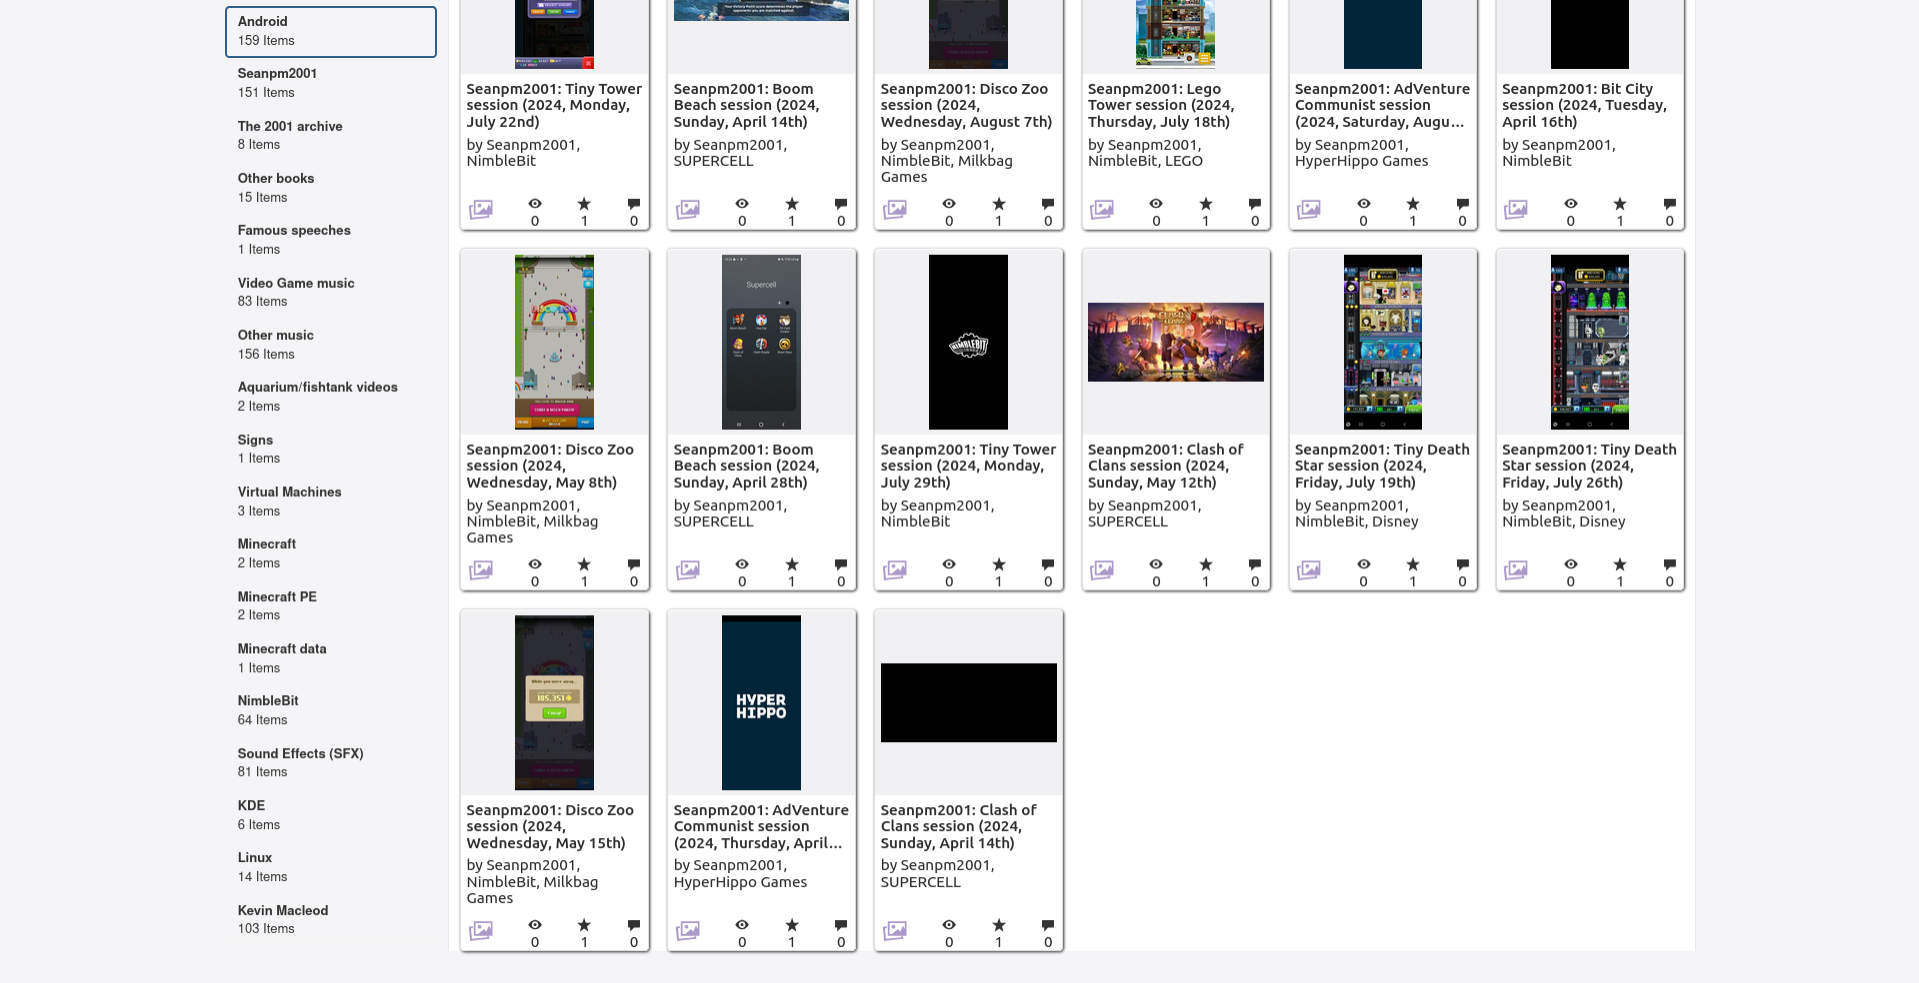 Android
159 Items
Seanpm2001
151 Items
The 2001 archive
8 Items
Other books
15 Items
Famous speeches
1 Items
Video Game music
83 Items
Other music
156 Items
Aquarium/fishtank videos
2 Items
Signs
1 Items
Virtual Machines
3 Items
Minecraft
2 Items
Minecraft PE
2 Items
Minecraft data
1 Items
NimbleBit
64 Items
Sound Effects (SFX)
81 Items
KDE
6 Items
Linux
14 Items
Kevin Macleod
103 Items
Seanpm2001: Tiny Tower
session (2024, Monday,
July 22nd)
by Seanpm2001,
NimbleBit
0 1 0
Seanpm2001: Boom
Beach session (2024,
Sunday, April 14th)
by Seanpm2001,
SUPERCELL
0 1 0
Seanpm2001: Disco Zoo
session (2024,
Wednesday, August 7th)
by Seanpm2001,
NimbleBit, Milkbag
Games
0 1 0
Seanpm2001: Lego
Tower session (2024,
Thursday, July 18th)
by Seanpm2001,
NimbleBit, LEGO
0 1 0
Seanpm2001: AdVenture
Communist session
(2024, Saturday, Augu...
by Seanpm2001,
HyperHippo Games
0 1 0
Seanpm2001: Bit City
session (2024, Tuesday,
April 16th)
by Seanpm2001,
NimbleBit
0 1 0
Seanpm2001: Disco Zoo
session (2024,
Wednesday, May 8th)
by Seanpm2001,
NimbleBit, Milkbag
Games
0 1 0
Supercell
Seanpm2001: Boom
Beach session (2024,
Sunday, April 28th)
by Seanpm2001,
SUPERCELL
0 1 0
NIMBLEBIT
Seanpm2001: Tiny Tower
session (2024, Monday,
July 29th)
by Seanpm2001,
NimbleBit
0 1 0
Seanpm2001: Clash of
Clans session (2024,
Sunday, May 12th)
by Seanpm2001,
SUPERCELL
0 1 0
Seanpm2001: Tiny Death
Star session (2024,
Friday, July 19th)
by Seanpm2001,
NimbleBit, Disney
0 1 0
Seanpm2001: Tiny Death
Star session (2024,
Friday, July 26th)
by Seanpm2001,
NimbleBit, Disney
0 1 0
Seanpm2001: Disco Zoo
session (2024,
Wednesday, May 15th)
by Seanpm2001,
NimbleBit, Milkbag
Games
0 1 0
HYPER
HIPPO
Seanpm2001: AdVenture
Communist session
(2024, Thursday, April...
by Seanpm2001,
HyperHippo Games
0 1 0
Seanpm2001: Clash of
Clans session (2024,
Sunday, April 14th)
by Seanpm2001,
SUPERCELL
0 1 0